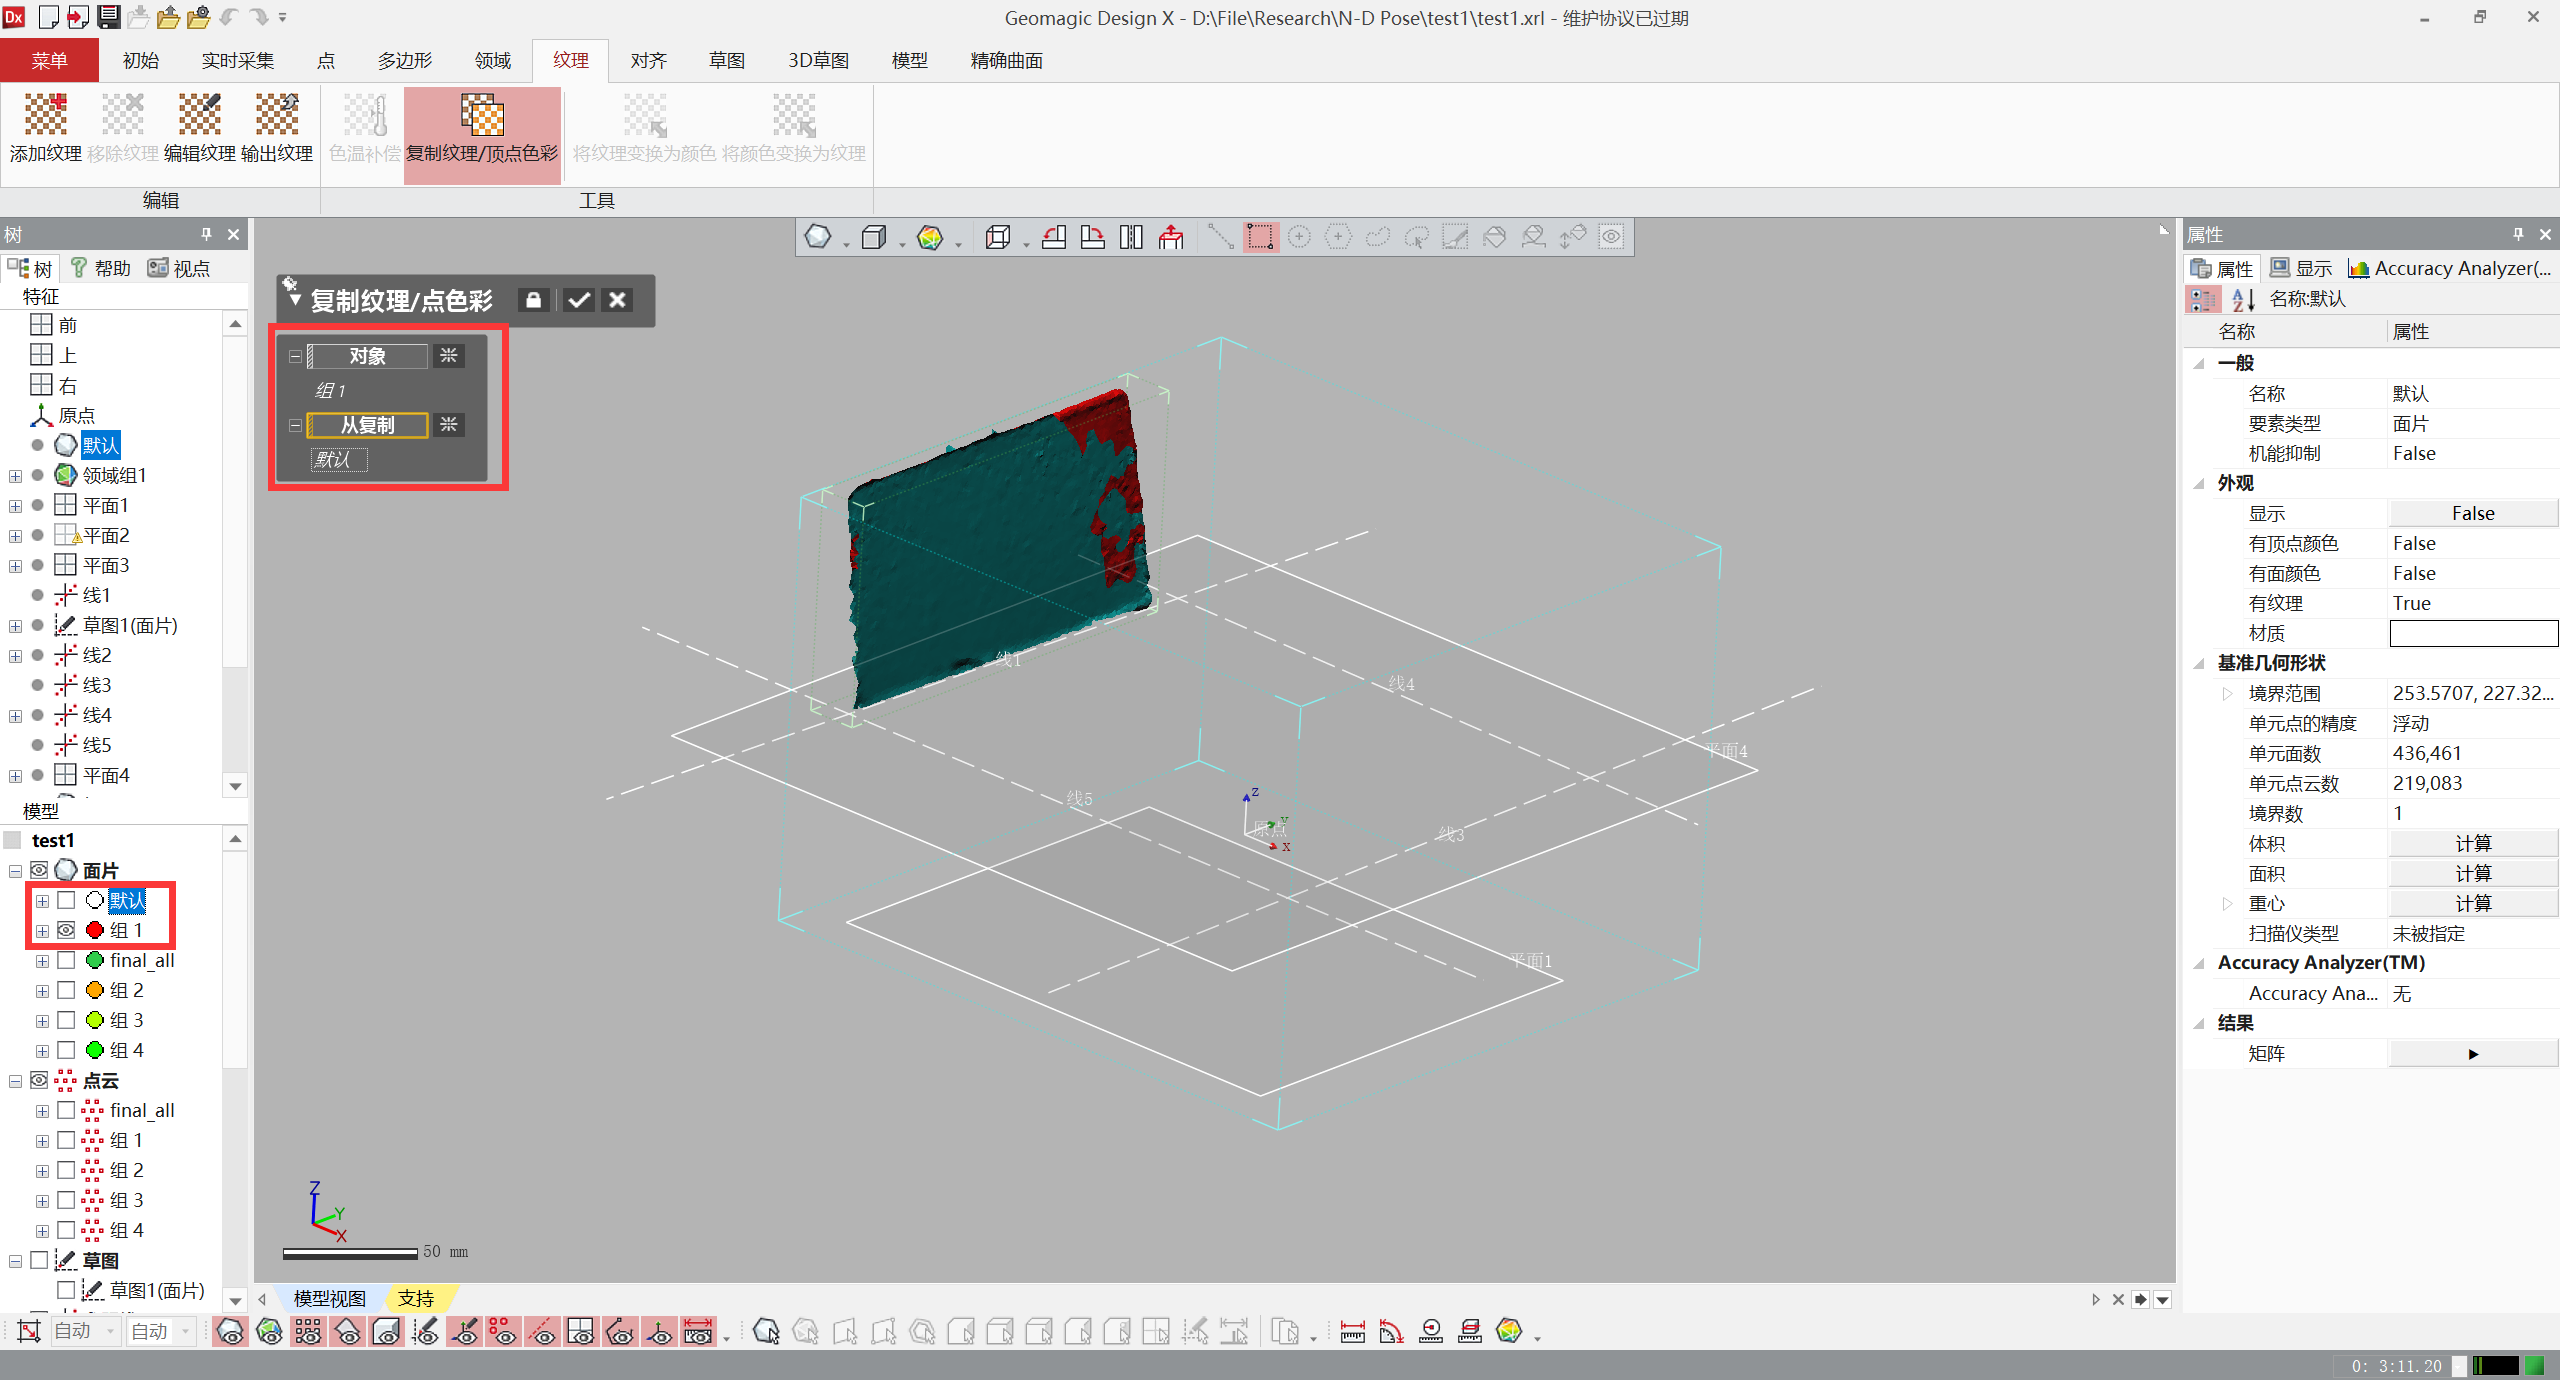 Dx
Geomagic Design X - D:\File\Research\N-D Pose\test1\test1.xrl - 维护协议已过期
菜单 初始 实时采集 点 多边形 领域 纹理 对齐 草图 3D草图 模型 精确曲面
添加纹理 移除纹理 编辑纹理 输出纹理 色温补偿 复制纹理/顶点色彩 将纹理变换为颜色 将颜色变换为纹理
编辑 工具
树
树 帮助 视点
特征
前
上
右
原点
默认
领域组1
平面1
平面2
平面3
线1
草图1(面片)
线2
线3
线4
线5
平面4
模型
test1
面片
默认
组 1
final_all
组 2
组 3
组 4
点云
final_all
组 1
组 2
组 3
组 4
草图
草图1(面片)
复制纹理/点色彩
对象
组 1
从复制
默认
线1
线4
平面4
线5
线3
Z
Y
原点
X
平面1
Z
Y
X
50 mm
模型视图 支持
属性
属性 显示 Accuracy Analyzer(...
名称:默认
名称 属性
一般
名称 默认
要素类型 面片
机能抑制 False
外观
显示 False
有顶点颜色 False
有面颜色 False
有纹理 True
材质
基准几何形状
境界范围 253.5707, 227.32...
单元点的精度 浮动
单元面数 436,461
单元点云数 219,083
境界数 1
体积 计算
面积 计算
重心 计算
扫描仪类型 未被指定
Accuracy Analyzer(TM)
Accuracy Ana... 无
结果
矩阵
自动 自动
0: 3:11.20